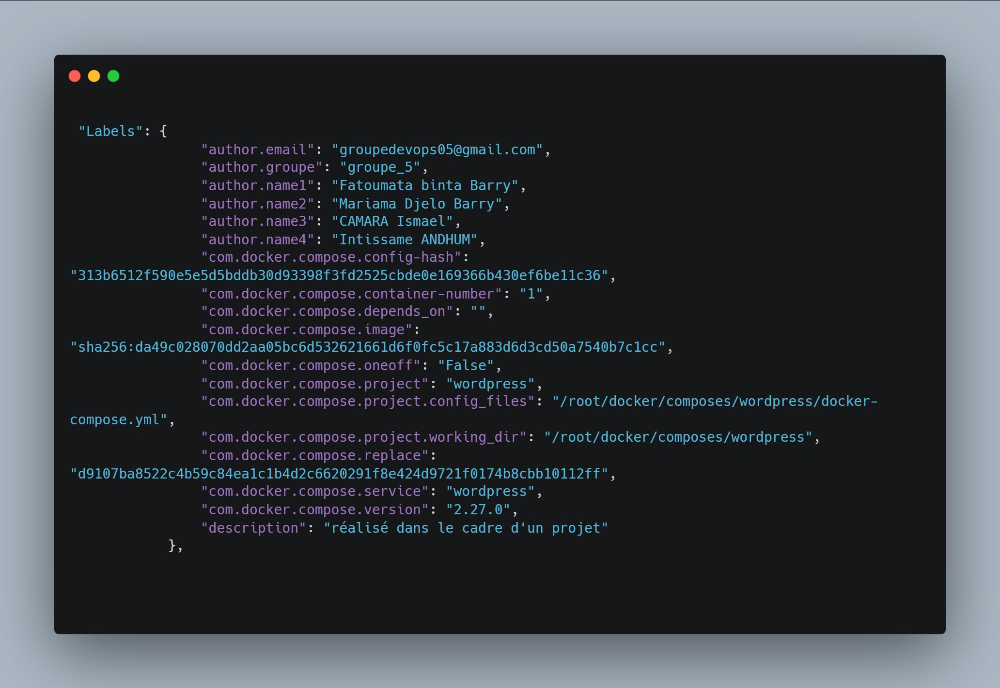 "Labels": {
"author.email": "groupedevops05@gmail.com",
"author.groupe": "groupe_5",
"author.name1": "Fatoumata binta Barry",
"author.name2": "Mariama Djelo Barry",
"author.name3": "CAMARA Ismael",
"author.name4": "Intissame ANDHUM",
"com.docker.compose.config-hash":
"313b6512f590e5e5d5bddb30d93398f3fd2525cbde0e169366b430ef6be11c36",
"com.docker.compose.container-number": "1",
"com.docker.compose.depends_on": "",
"com.docker.compose.image":
"sha256:da49c028070dd2aa05bc6d532621661d6f0fc5c17a883d6d3cd50a7540b7c1cc",
"com.docker.compose.oneoff": "False",
"com.docker.compose.project": "wordpress",
"com.docker.compose.project.config_files": "/root/docker/composes/wordpress/docker-
compose.yml",
"com.docker.compose.project.working_dir": "/root/docker/composes/wordpress",
"com.docker.compose.replace":
"d9107ba8522c4b59c84ea1c1b4d2c6620291f8e424d9721f0174b8cbb10112ff",
"com.docker.compose.service": "wordpress",
"com.docker.compose.version": "2.27.0",
"description": "réalisé dans le cadre d'un projet"
},